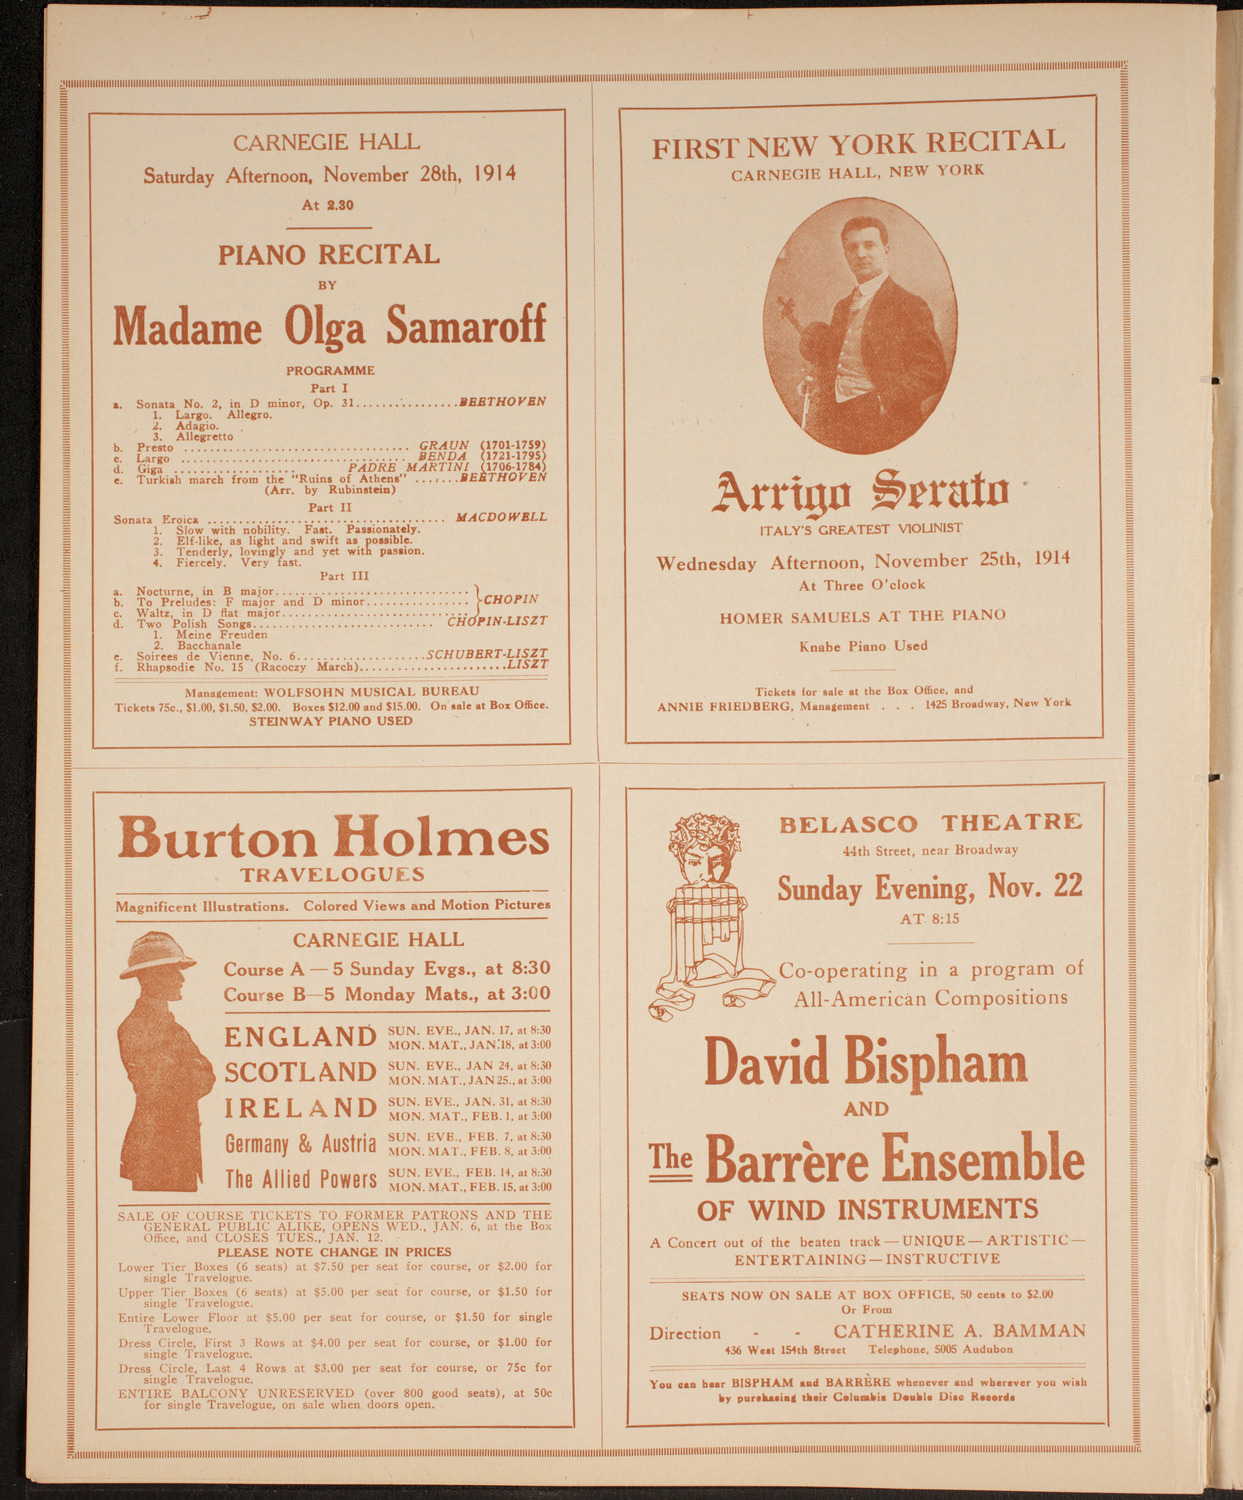 CARNEGIE HALL
Saturday Afternoon, November 28th, 1914
At 2.30
PIANO RECITAL
BY
Madame Olga Samaroff
PROGRAMME
Part I
a. Sonata No. 2, in D minor, Op. 31................BEETHOVEN
1. Largo. Allegro.
2. Adagio.
3. Allegretto
b. Presto .................................. GRAUN (1701-1759)
c. Largo .................................... BENDA (1721-1795)
d. Giga .................. PADRE MARTINI (1706-1784)
e. Turkish march from the "Ruins of Athens" .......BEETHOVEN
(Arr. by Rubinstein)
Part II
Sonata Eroica .................................... MACDOWELL
1. Slow with nobility. Fast. Passionately.
2. Elf-like, as light and swift as possible.
3. Tenderly, lovingly and yet with passion.
4. Fiercely. Very fast.
Part III
a. Nocturne, in B major..............................
b. To Preludes: F major and D minor................ CHOPIN
c. Waltz, in D flat major.............................
d. Two Polish Songs............................ CHOPIN-LISZT
1. Meine Freuden
2. Bacchanale
e. Soirees de Vienne, No. 6....................SCHUBERT-LISZT
f. Rhapsodie No. 15 (Racoczy March).......................LISZT
Management: WOLFSOHN MUSICAL BUREAU
Tickets 75c., $1.00, $1.50, $2.00. Boxes $12.00 and $15.00. On sale at Box Office.
STEINWAY PIANO USED
FIRST NEW YORK RECITAL
CARNEGIE HALL, NEW YORK
Arrigo Serato
ITALY'S GREATEST VIOLINIST
Wednesday Afternoon, November 25th, 1914
At Three O'clock
HOMER SAMUELS AT THE PIANO
Knabe Piano Used
Tickets for sale at the Box Office, and
ANNIE FRIEDBERG, Management . . . 1425 Broadway, New York
Burton Holmes
TRAVELOGUES
Magnificent Illustrations. Colored Views and Motion Pictures
CARNEGIE HALL
Course A — 5 Sunday Evgs., at 8:30
Course B—5 Monday Mats., at 3:00
ENGLAND SUN. EVE., JAN. 17, at 8:30
MON. MAT., JAN. 18, at 3:00
SCOTLAND SUN. EVE., JAN 24, at 8:30
MON. MAT., JAN 25., at 3:00
IRELAND SUN. EVE., JAN. 31, at 8:30
MON. MAT., FEB. 1, at 3:00
Germany & Austria SUN. EVE., FEB. 7, at 8:30
MON. MAT., FEB. 8, at 3:00
The Allied Powers SUN. EVE., FEB. 14, at 8:30
MON. MAT., FEB. 15, at 3:00
SALE OF COURSE TICKETS TO FORMER PATRONS AND THE
GENERAL PUBLIC ALIKE, OPENS WED., JAN. 6, at the Box
Office, and CLOSES TUES., JAN. 12.
PLEASE NOTE CHANGE IN PRICES
Lower Tier Boxes (6 seats) at $7.50 per seat for course, or $2.00 for
single Travelogue.
Upper Tier Boxes (6 seats) at $5.00 per seat for course, or $1.50 for
single Travelogue.
Entire Lower Floor at $5.00 per seat for course, or $1.50 for single
Travelogue.
Dress Circle, First 3 Rows at $4.00 per seat for course, or $1.00 for
single Travelogue.
Dress Circle, Last 4 Rows at $3.00 per seat for course, or 75c for
single Travelogue.
ENTIRE BALCONY UNRESERVED (over 800 good seats), at 50c
for single Travelogue, on sale when doors open.
BELASCO THEATRE
44th Street, near Broadway
Sunday Evening, Nov. 22
AT 8:15
Co-operating in a program of
All-American Compositions
David Bispham
AND
The Barrère Ensemble
OF WIND INSTRUMENTS
A Concert out of the beaten track—UNIQUE—ARTISTIC—
ENTERTAINING—INSTRUCTIVE
SEATS NOW ON SALE AT BOX OFFICE, 50 cents to $2.00
Or From
Direction - - CATHERINE A. BAMMAN
436 West 154th Street Telephone, 5005 Audubon
You can hear BISPHAM and BARRÈRE whenever and wherever you wish
by purchasing their Columbia Double Disc Records